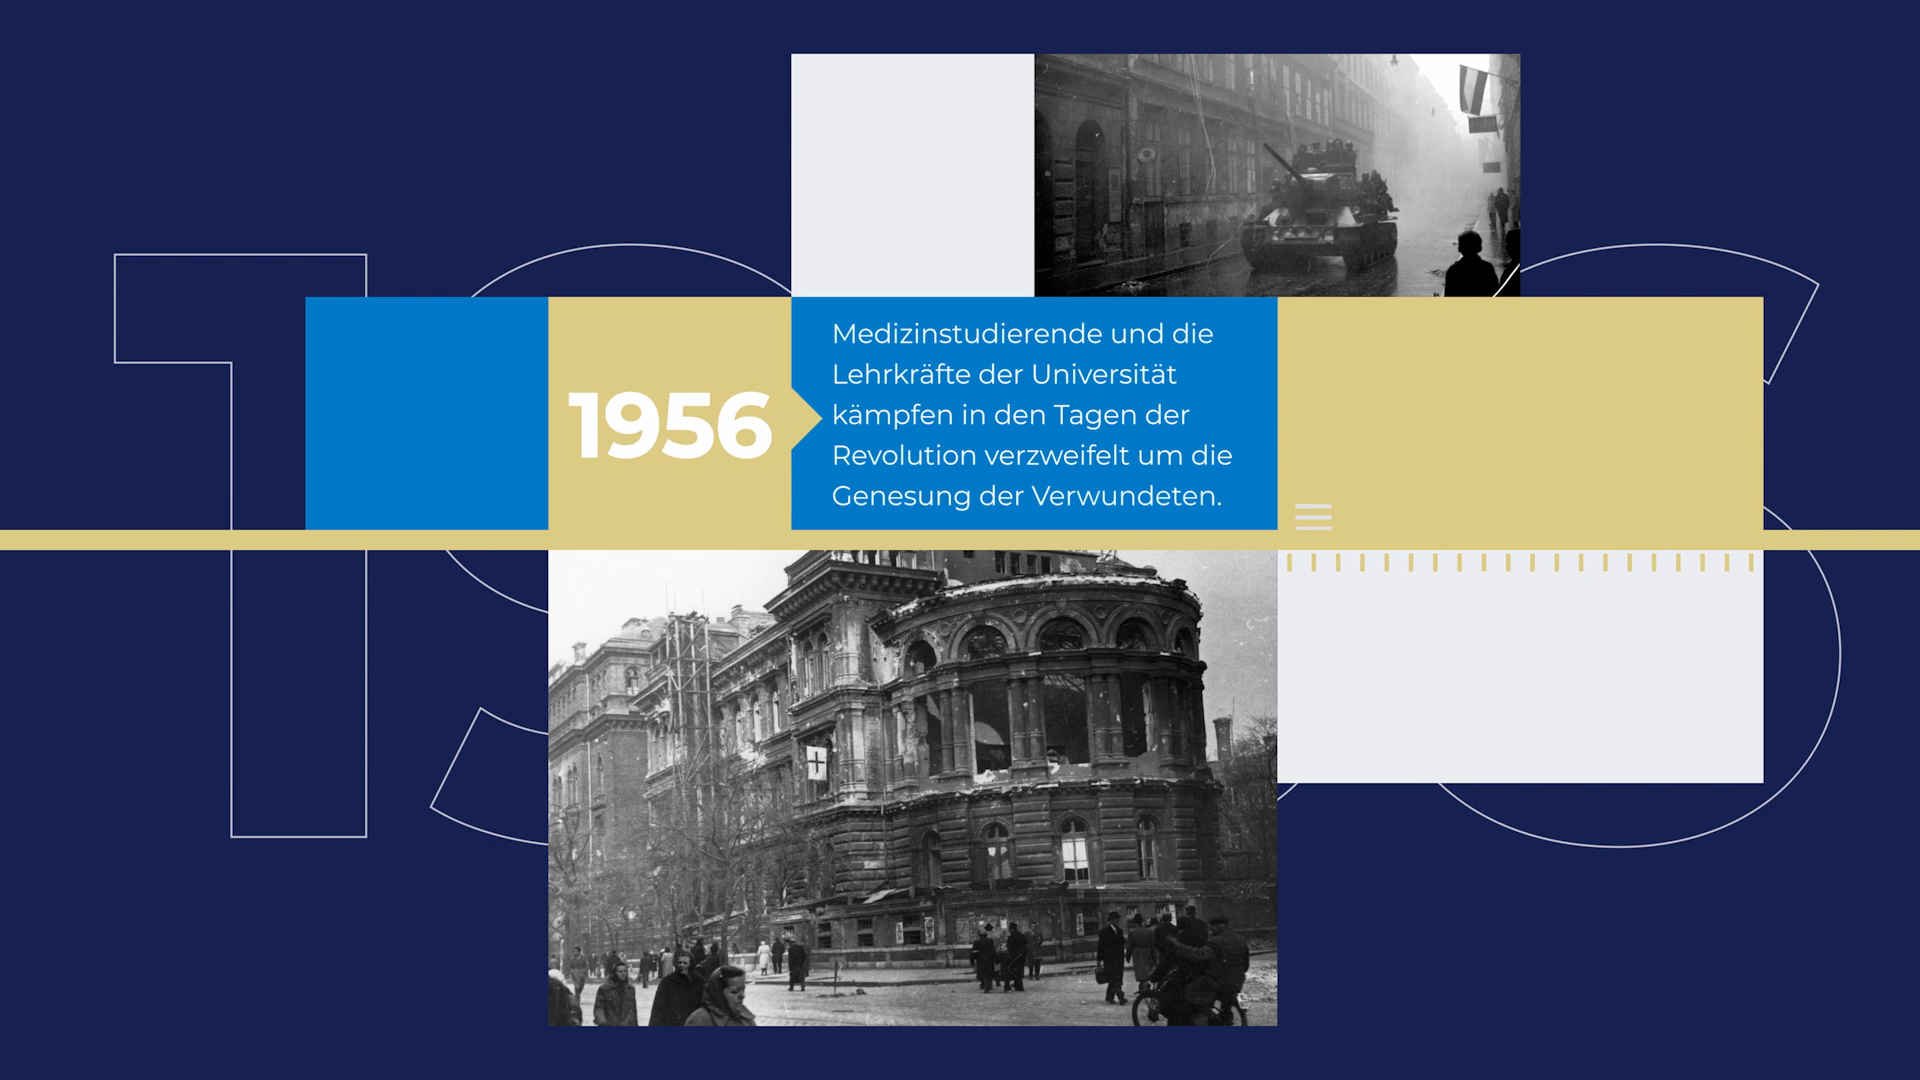 1956
Medizinstudierende und die
Lehrkräfte der Universität
kämpfen in den Tagen der
Revolution verzweifelt um die
Genesung der Verwundeten.